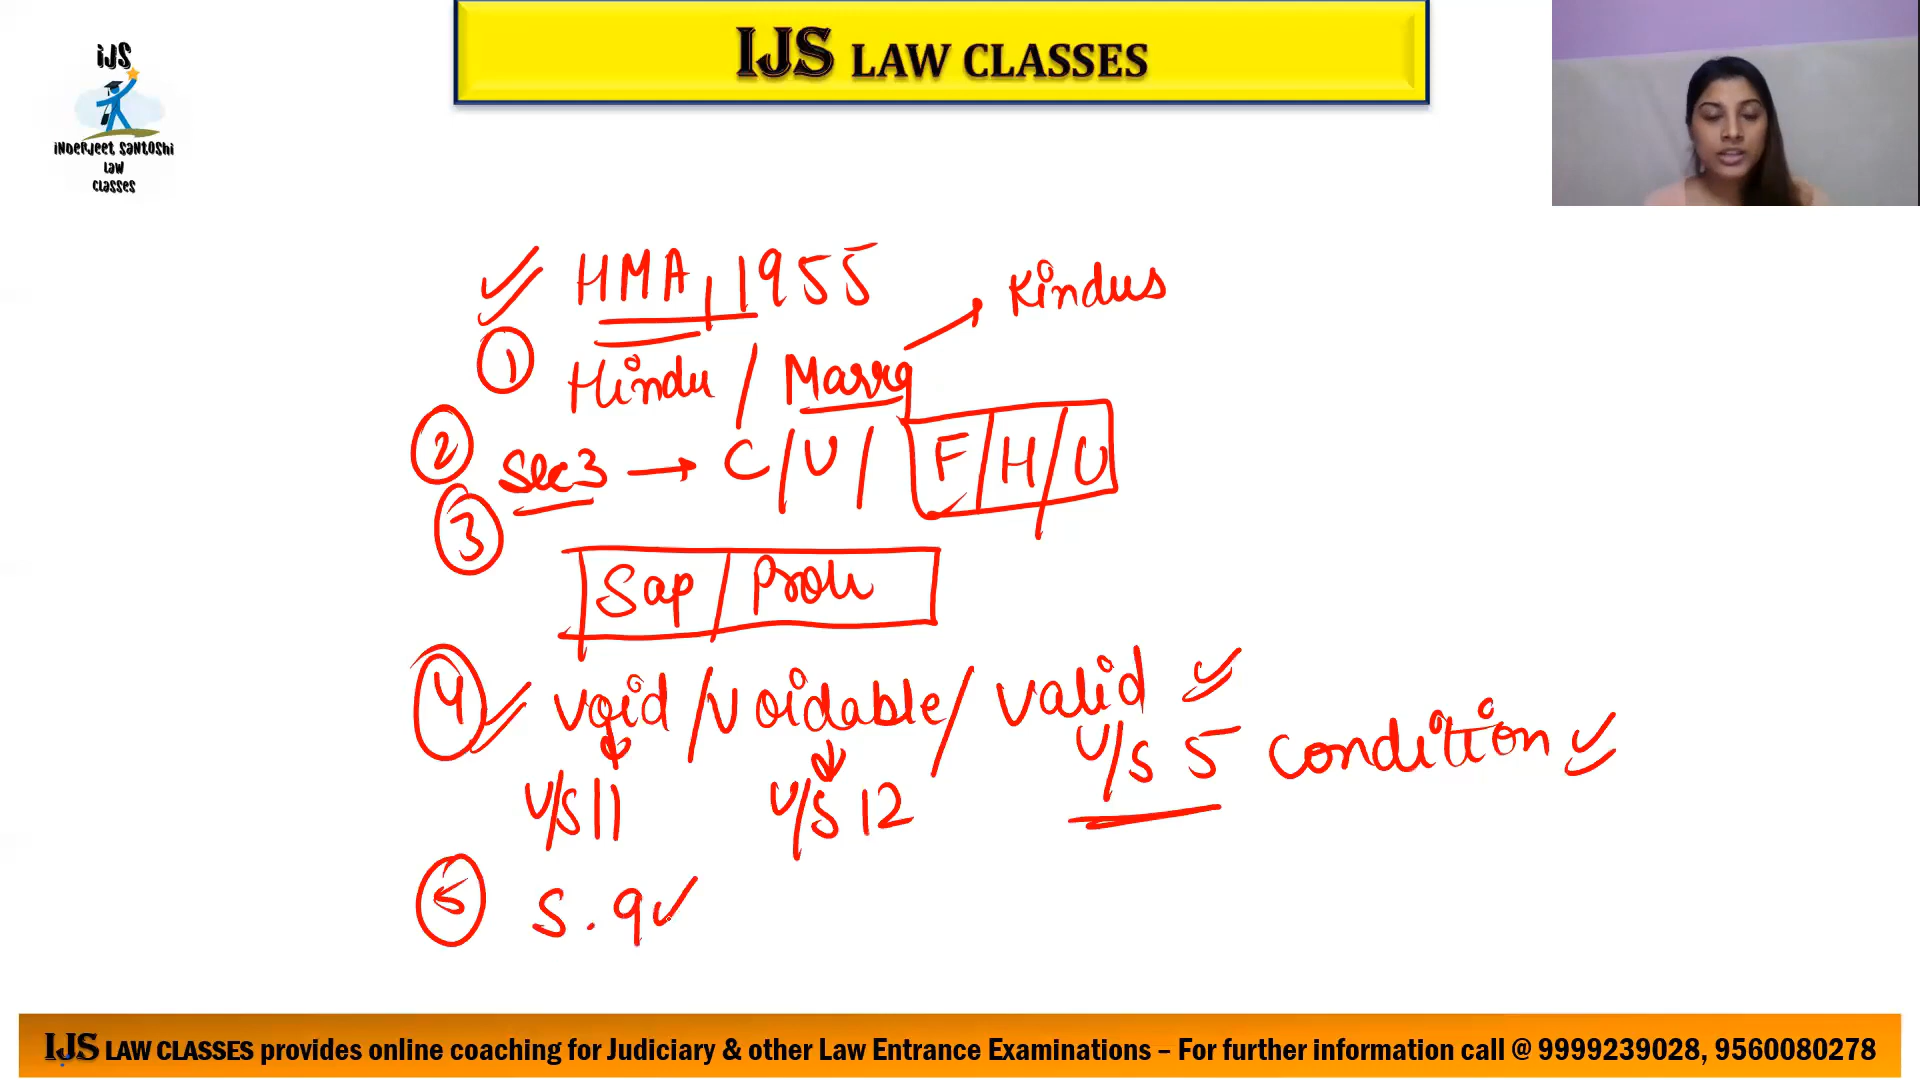 IJS LAW CLASSES
iJS
iNDERJEET SANTOSHi
LAW
CLASSES
HMA, 1955
Hindus
① Hindu / Marrg
② Sec 3 → C / U / F / H / U
③ Sap / Proh
④ Void / Voidable / Valid
U/S 5 Condition
U/S 11 U/S 12
⑤ S. 9
IJS LAW CLASSES provides online coaching for Judiciary & other Law Entrance Examinations – For further information call @ 9999239028, 9560080278